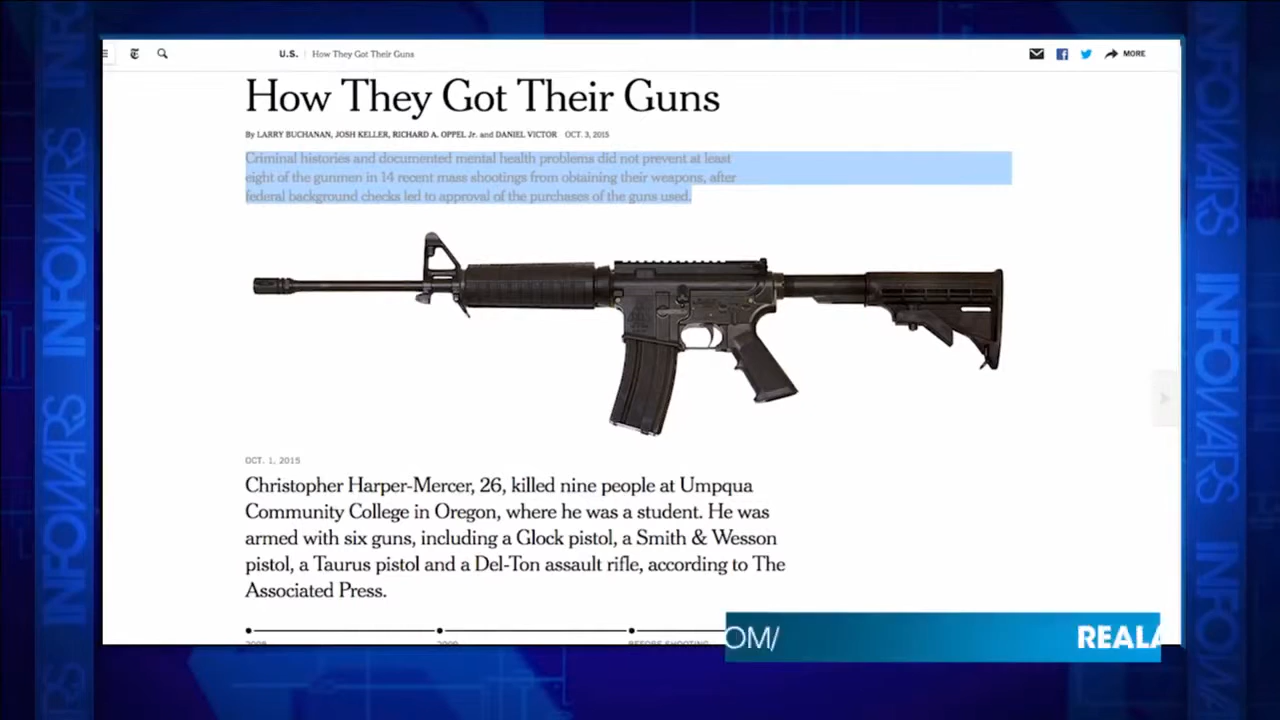 U.S. | How They Got Their Guns
MORE
How They Got Their Guns
By LARRY BUCHANAN, JOSH KELLER, RICHARD A. OPPEL Jr. and DANIEL VICTOR OCT. 3, 2015
Criminal histories and documented mental health problems did not prevent at least
eight of the gunmen in 14 recent mass shootings from obtaining their weapons, after
federal background checks led to approval of the purchases of the guns used.
OCT. 1, 2015
Christopher Harper-Mercer, 26, killed nine people at Umpqua
Community College in Oregon, where he was a student. He was
armed with six guns, including a Glock pistol, a Smith & Wesson
pistol, a Taurus pistol and a Del-Ton assault rifle, according to The
Associated Press.
OM/ REALA
INFOWARS
INFOWARS
INFOWARS
INFOWARS